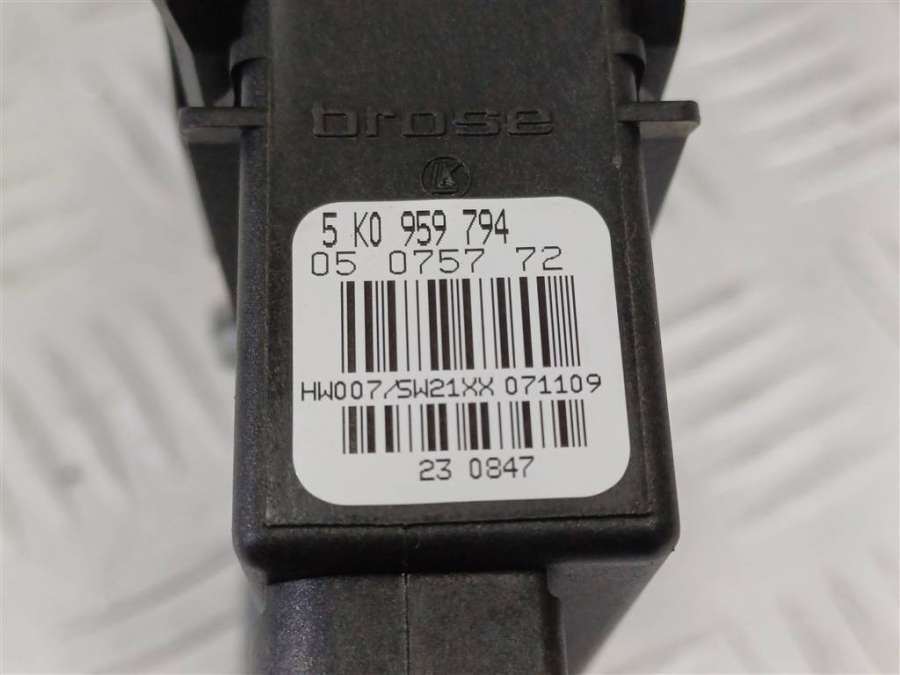 brose
5 K0 959 794
05 0757 72
HW007/SW21XX 071109
23 0847